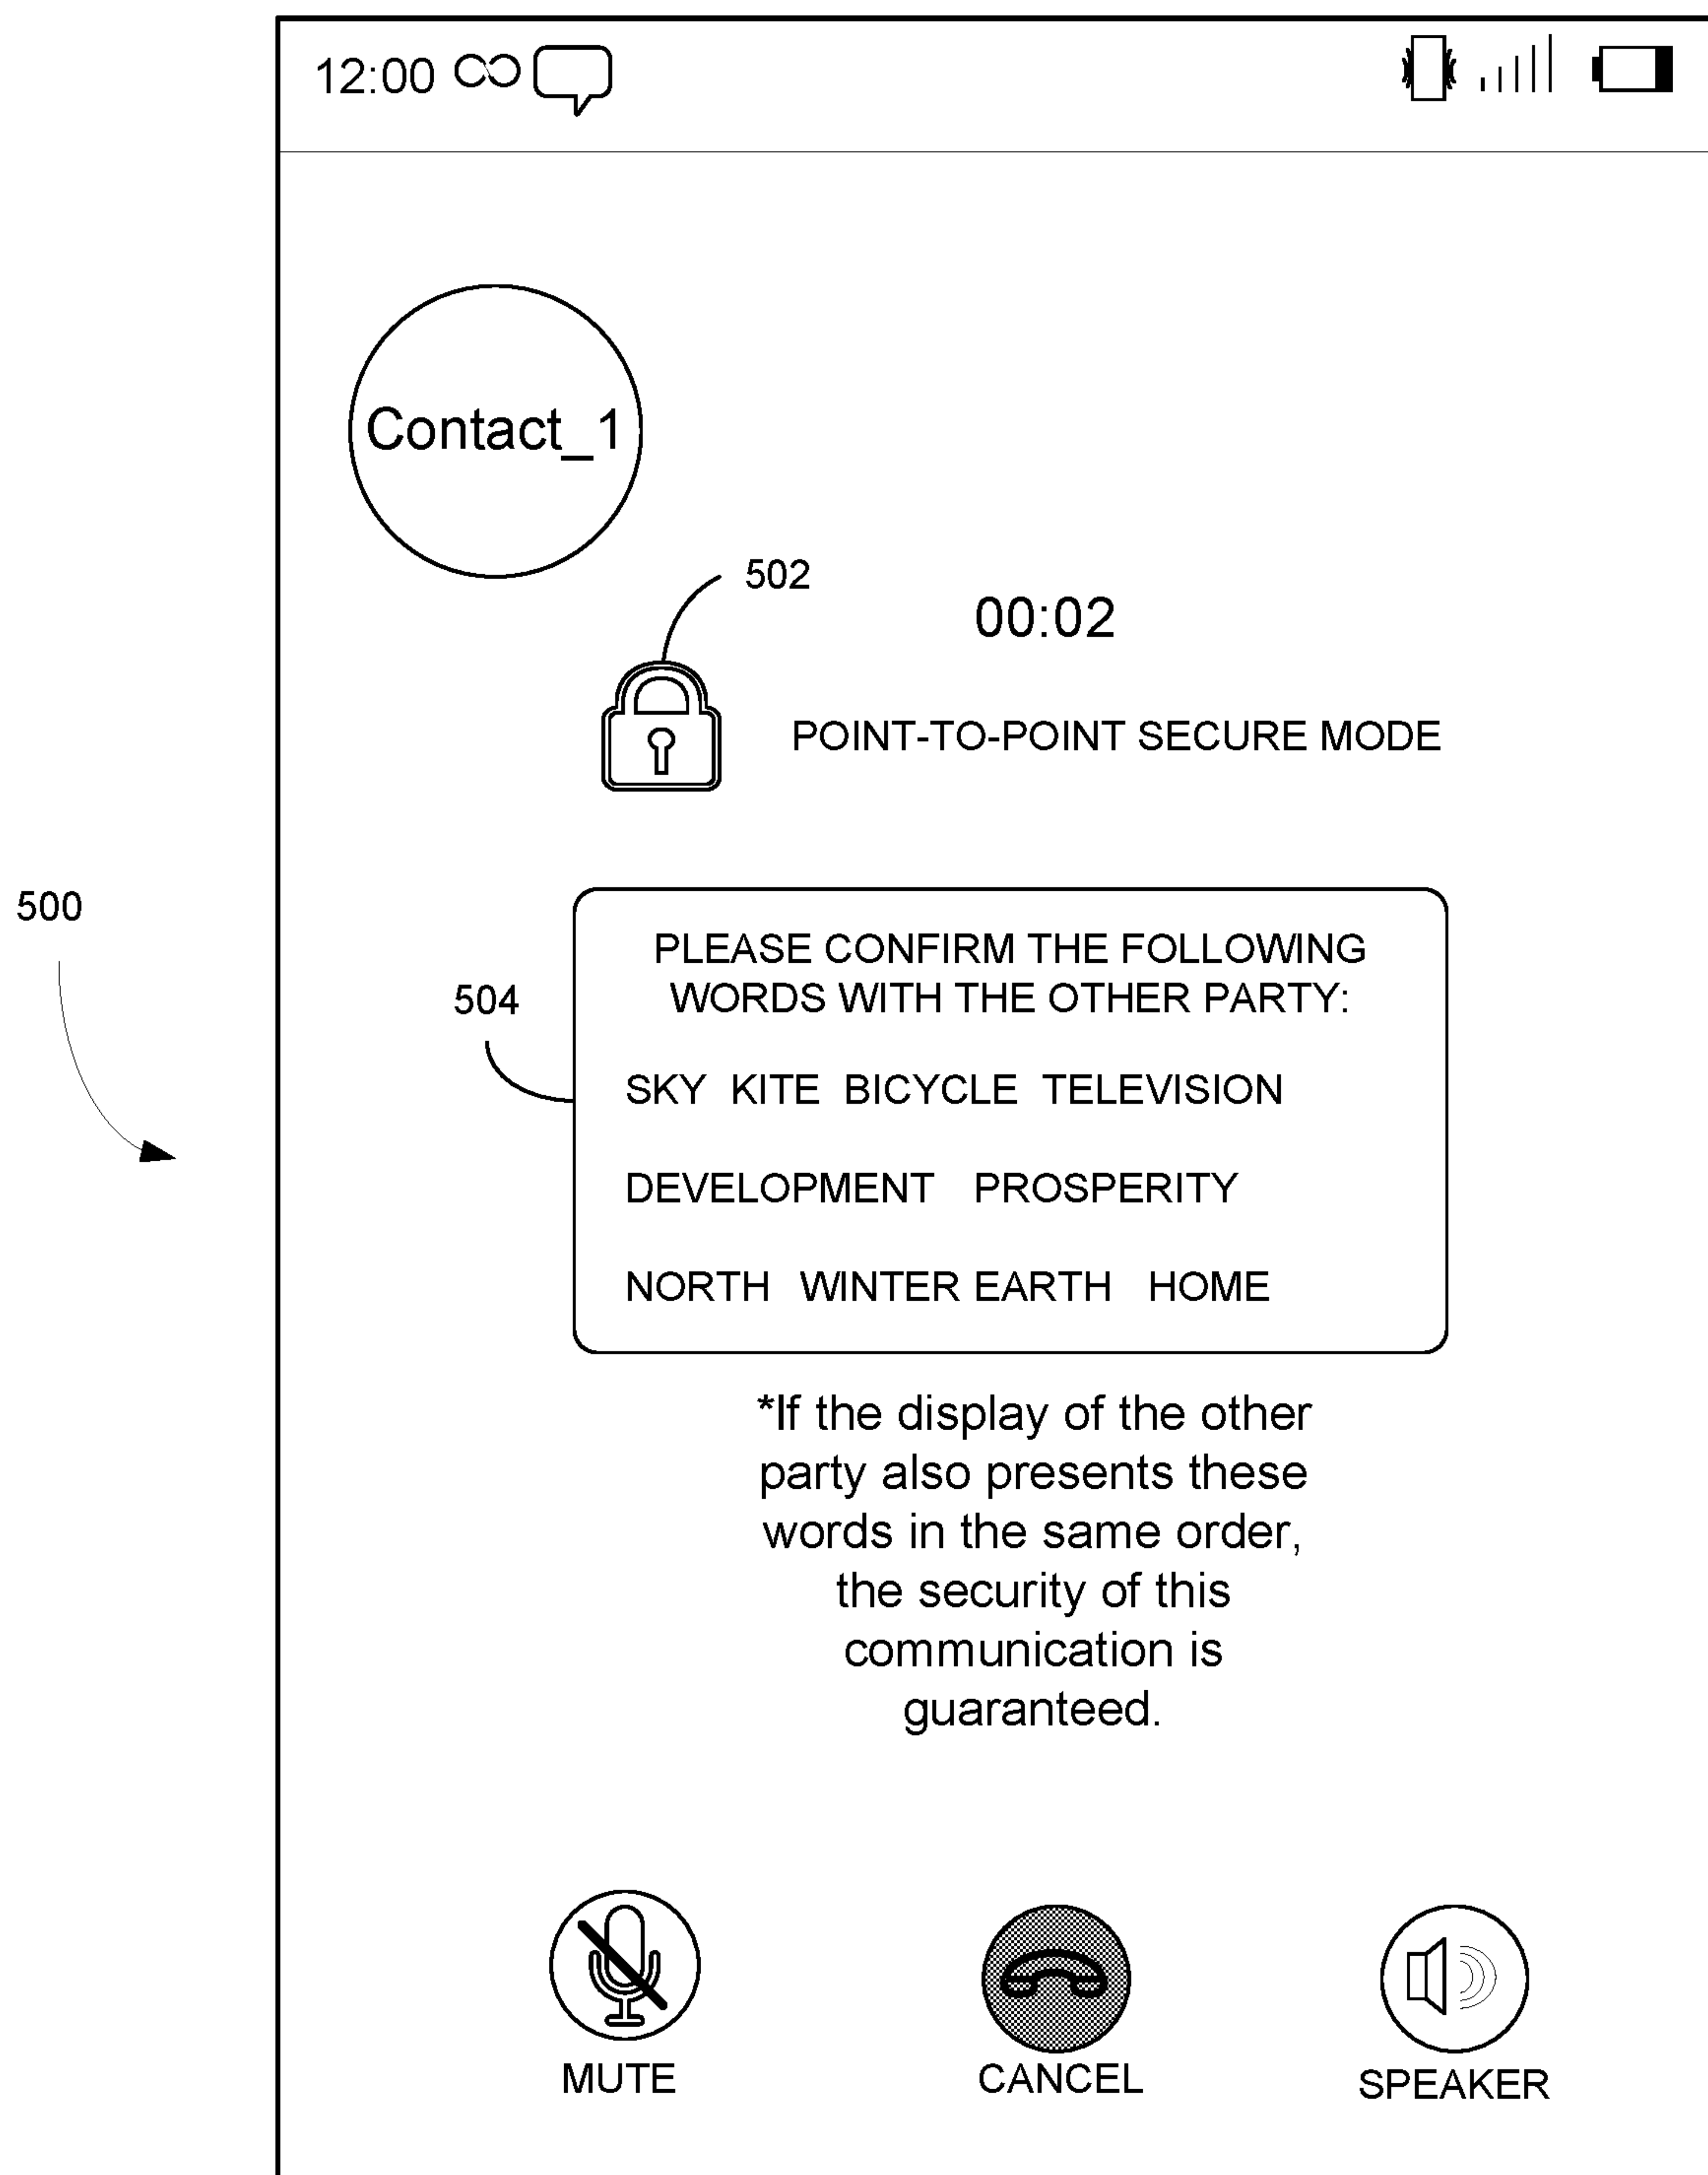 12:00
Contact_1
502
00:02
POINT-TO-POINT SECURE MODE
500
PLEASE CONFIRM THE FOLLOWING
WORDS WITH THE OTHER PARTY:
504
SKY KITE BICYCLE TELEVISION
DEVELOPMENT PROSPERITY
NORTH WINTER EARTH HOME
*If the display of the other
party also presents these
words in the same order,
the security of this
communication is
guaranteed.
MUTE
CANCEL
SPEAKER